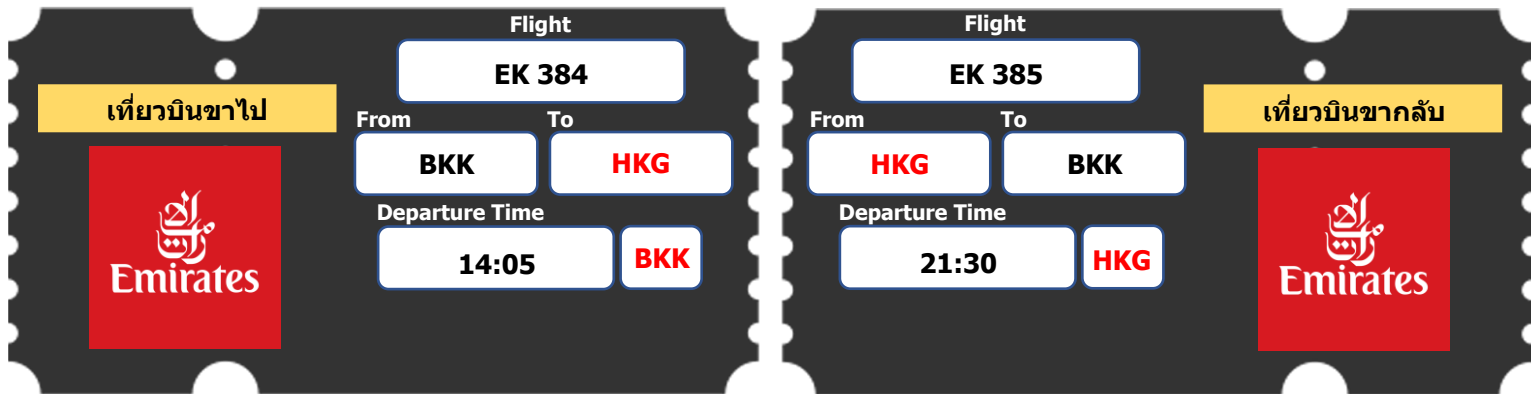 Flight
EK 384
เที่ยวบินขาไป
From To
BKK HKG
Departure Time
14:05 BKK
Emirates
Flight
EK 385
เที่ยวบินขากลับ
From To
HKG BKK
Departure Time
21:30 HKG
Emirates